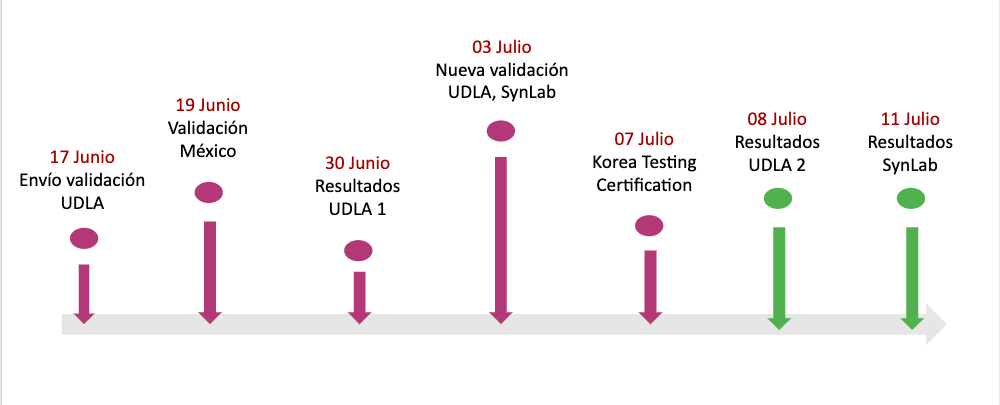 17 Junio
Envío validación
UDLA
19 Junio
Validación
México
30 Junio
Resultados
UDLA 1
03 Julio
Nueva validación
UDLA, SynLab
07 Julio
Korea Testing
Certification
08 Julio
Resultados
UDLA 2
11 Julio
Resultados
SynLab